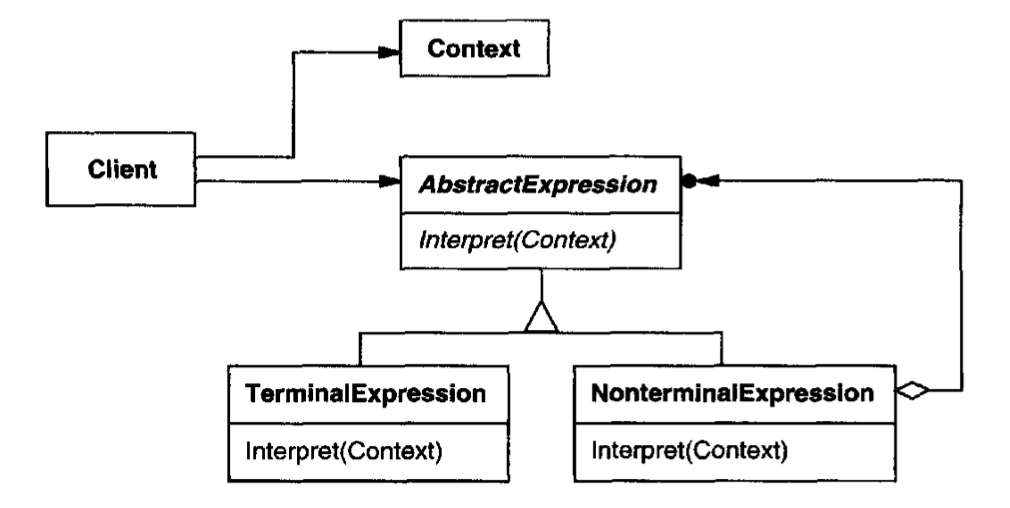 Context
Client
AbstractExpression
Interpret(Context)
TerminalExpression
Interpret(Context)
NonterminalExpression
Interpret(Context)